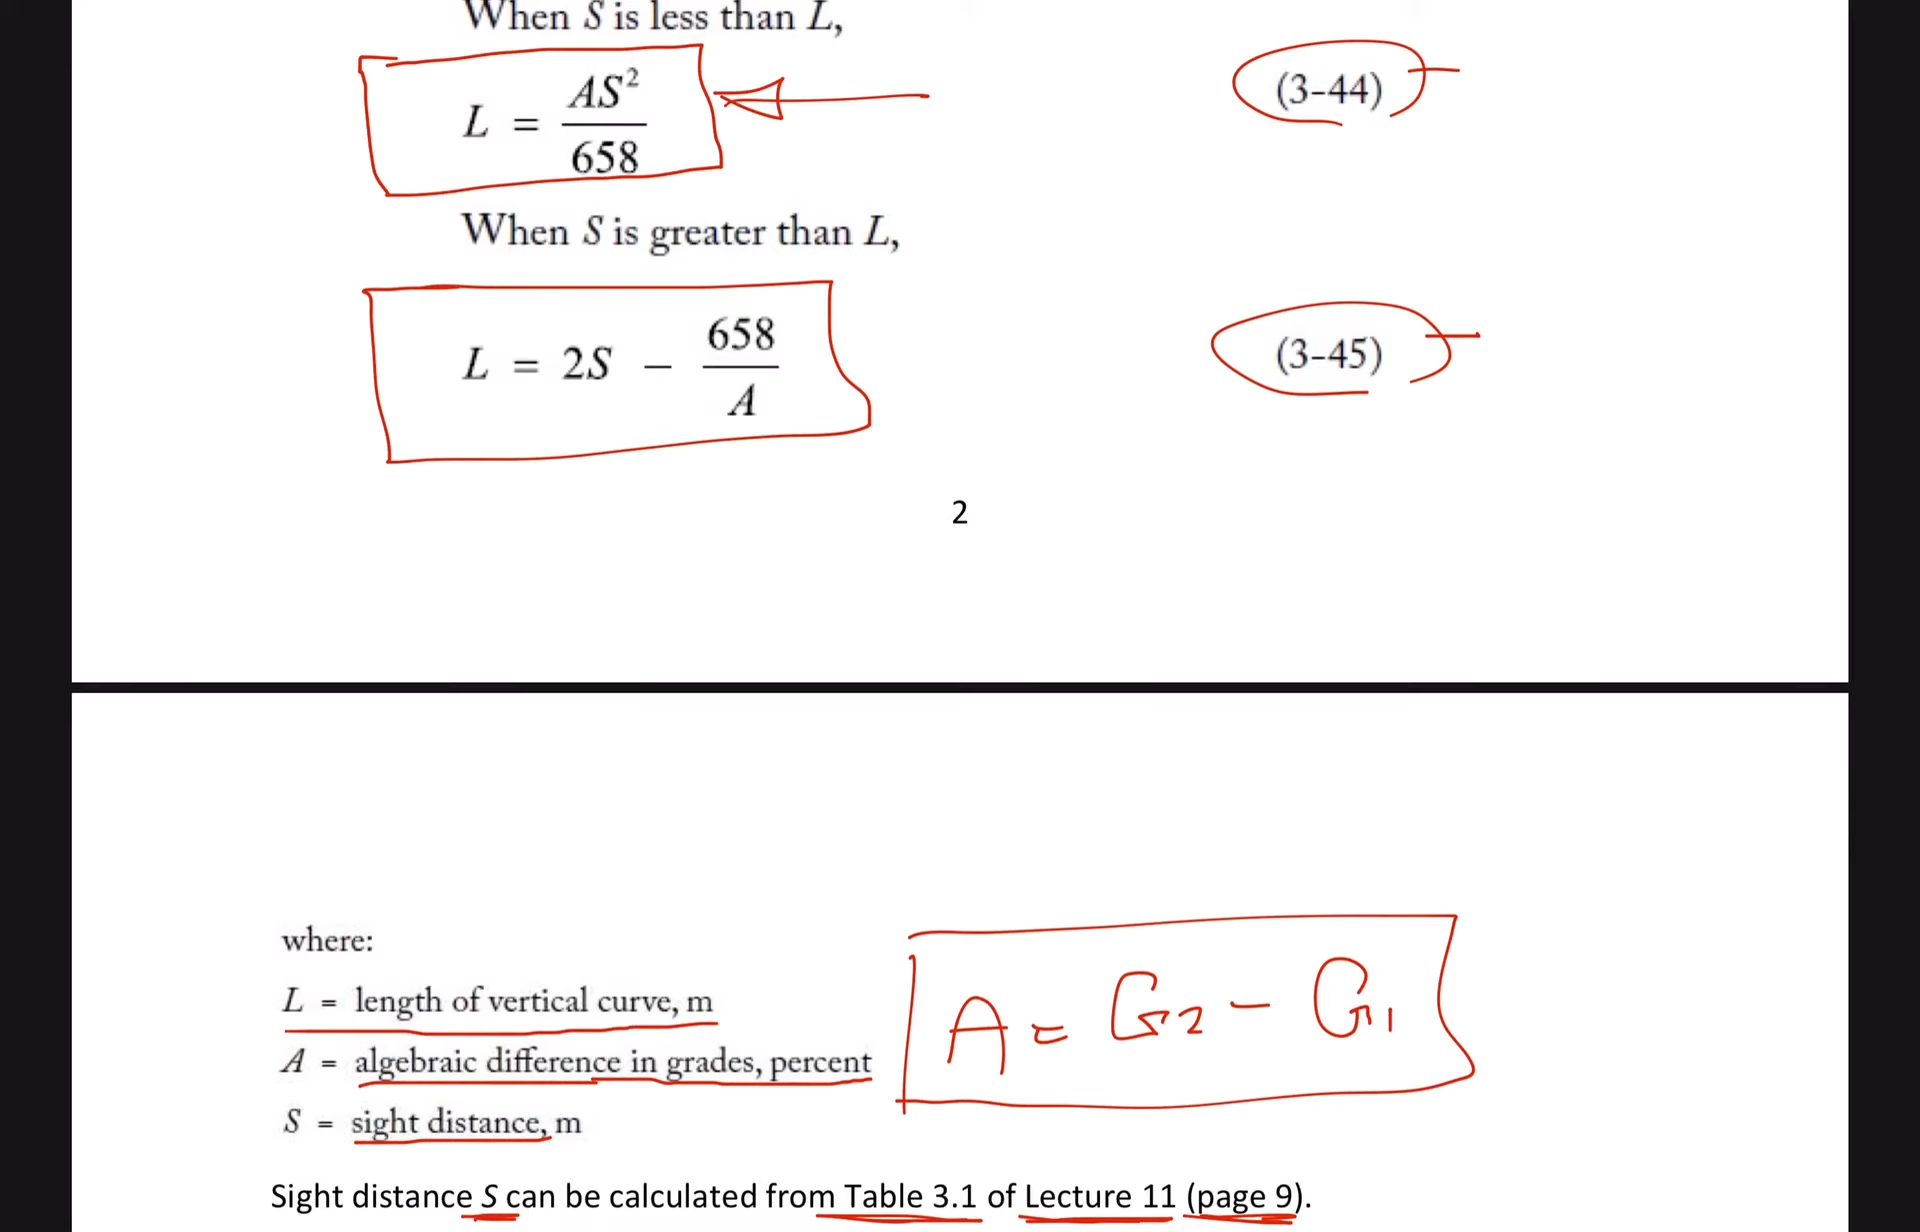 When S is less than L,
L = AS²/658 (3-44)
When S is greater than L,
L = 2S − 658/A (3-45)
2
where:
L = length of vertical curve, m
A = algebraic difference in grades, percent
A = G2 - G1
S = sight distance, m
Sight distance S can be calculated from Table 3.1 of Lecture 11 (page 9).